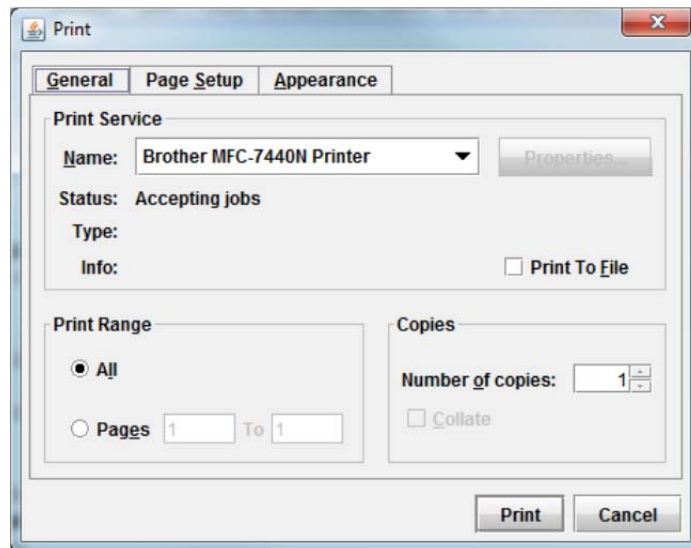 Print
General Page Setup Appearance
Print Service
Name: Brother MFC-7440N Printer Properties...
Status: Accepting jobs
Type:
Info: Print To File
Print Range Copies
All
Number of copies: 1
Pages 1 To 1 Collate
Print Cancel